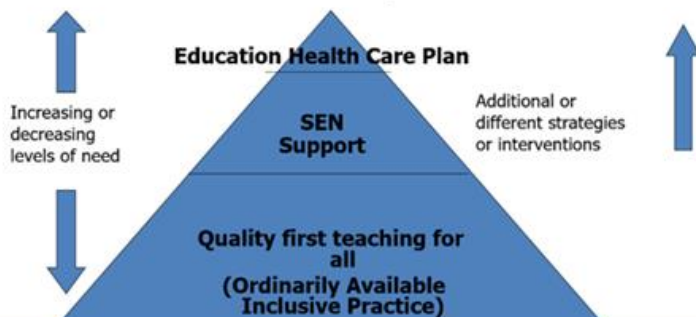 Education Health Care Plan
Increasing or
decreasing
levels of need
SEN
Support
Additional or
different strategies
or interventions
Quality first teaching for
all
(Ordinarily Available
Inclusive Practice)